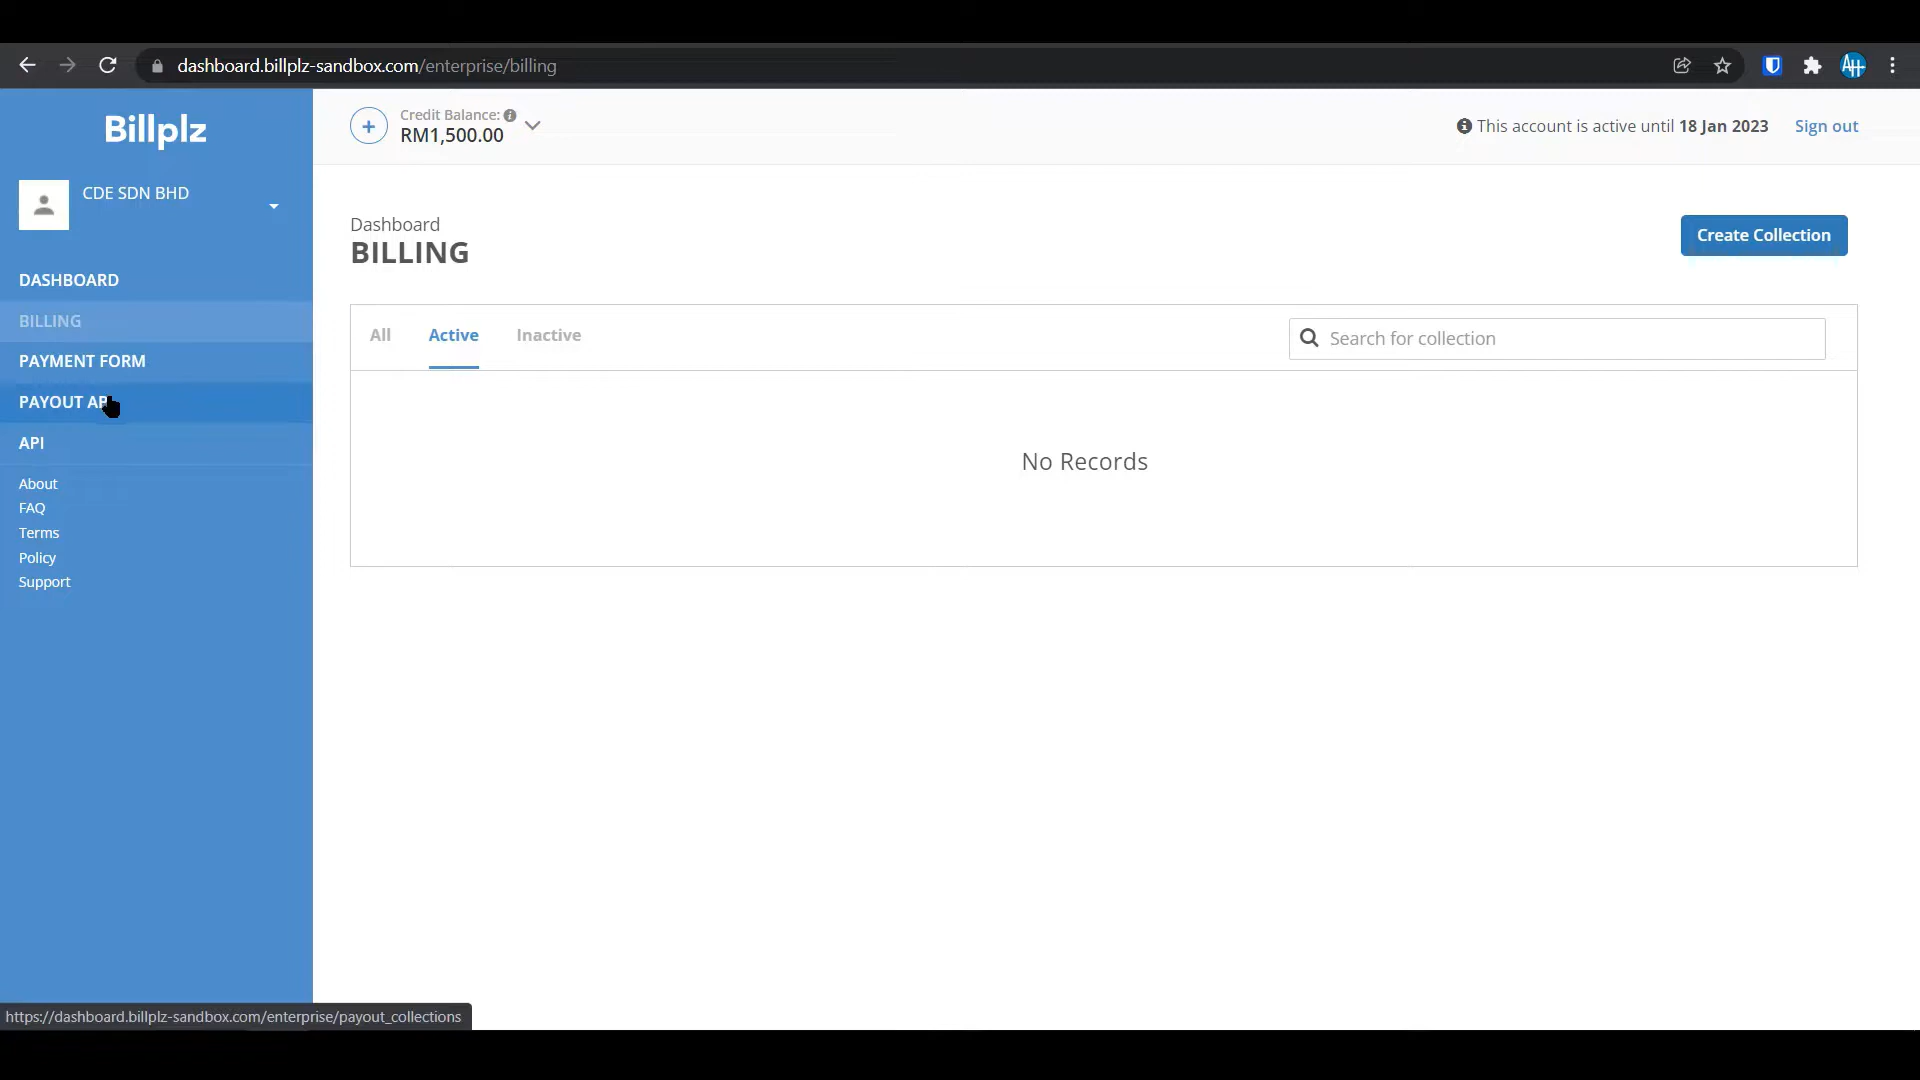 dashboard.billplz-sandbox.com/enterprise/billing
AH
Billplz
CDE SDN BHD
DASHBOARD
BILLING
PAYMENT FORM
PAYOUT AP
API
About
FAQ
Terms
Policy
Support
Credit Balance:
RM1,500.00
This account is active until 18 Jan 2023
Sign out
Dashboard
BILLING
Create Collection
All
Active
Inactive
Search for collection
No Records
https://dashboard.billplz-sandbox.com/enterprise/payout_collections